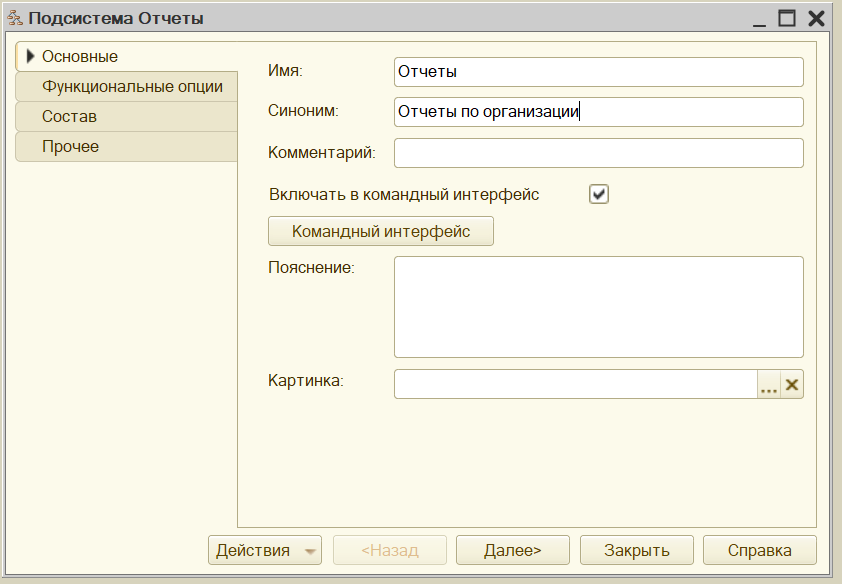 Подсистема Отчеты
Основные
Функциональные опции
Состав
Прочее
Имя: Отчеты
Синоним: Отчеты по организации
Комментарий:
Включать в командный интерфейс
Командный интерфейс
Пояснение:
Картинка: ...
Действия <Назад Далее> Закрыть Справка